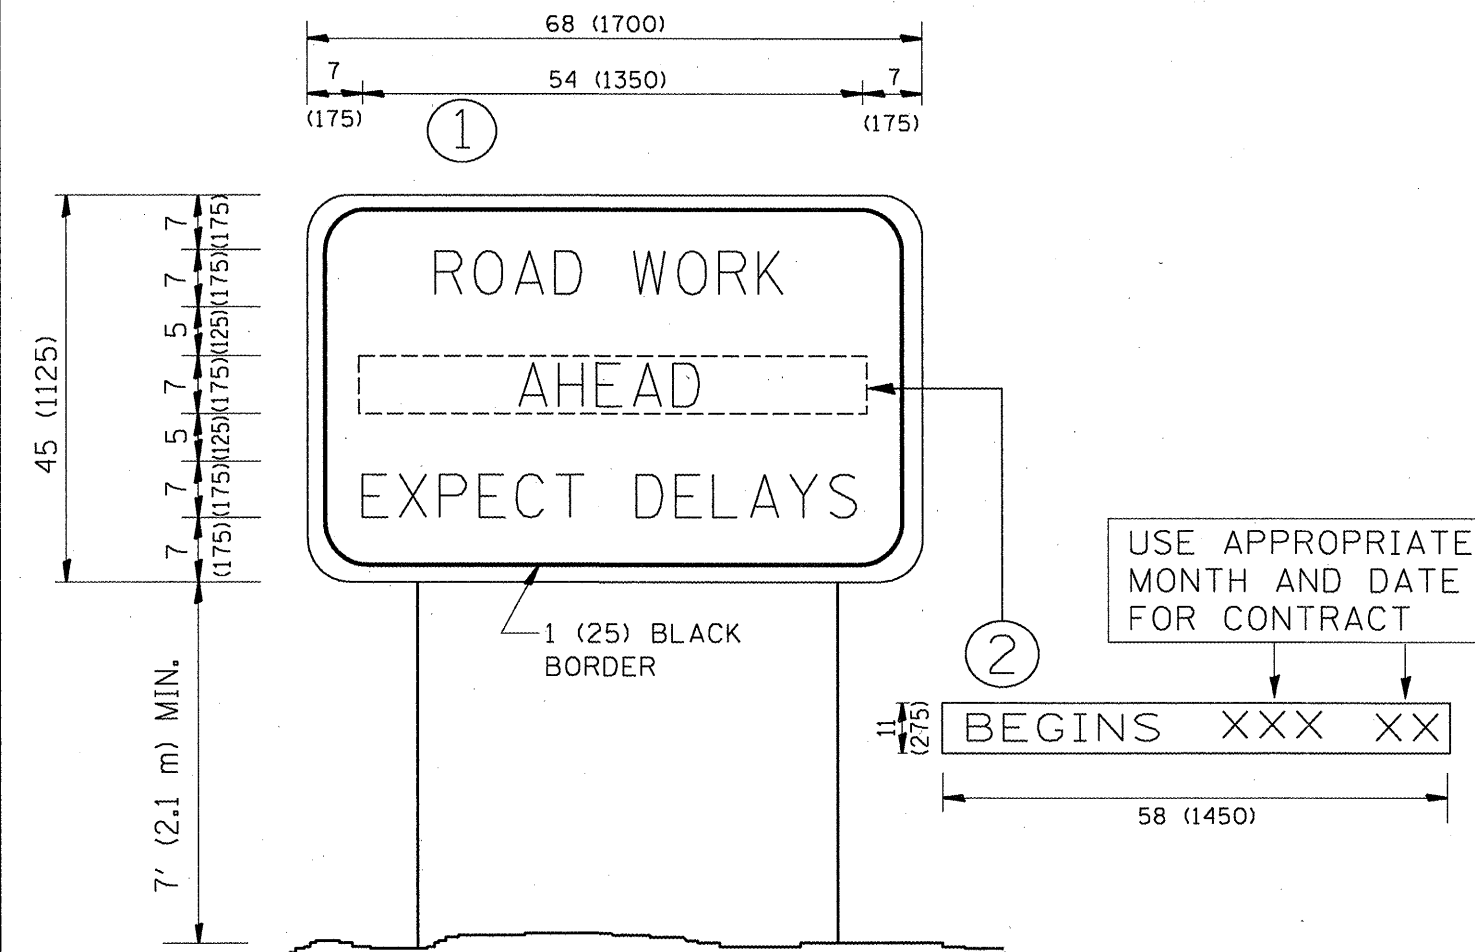 68 (1700)
7
54 (1350)
7
(175)
(175)
1
45 (1125)
7
(175)
7
(175)
5
(125)
7
(175)
5
(125)
7
(175)
7
(175)
ROAD WORK
AHEAD
EXPECT DELAYS
1 (25) BLACK
BORDER
7' (2.1 m) MIN.
2
USE APPROPRIATE
MONTH AND DATE
FOR CONTRACT
11
(275)
BEGINS XXX XX
58 (1450)